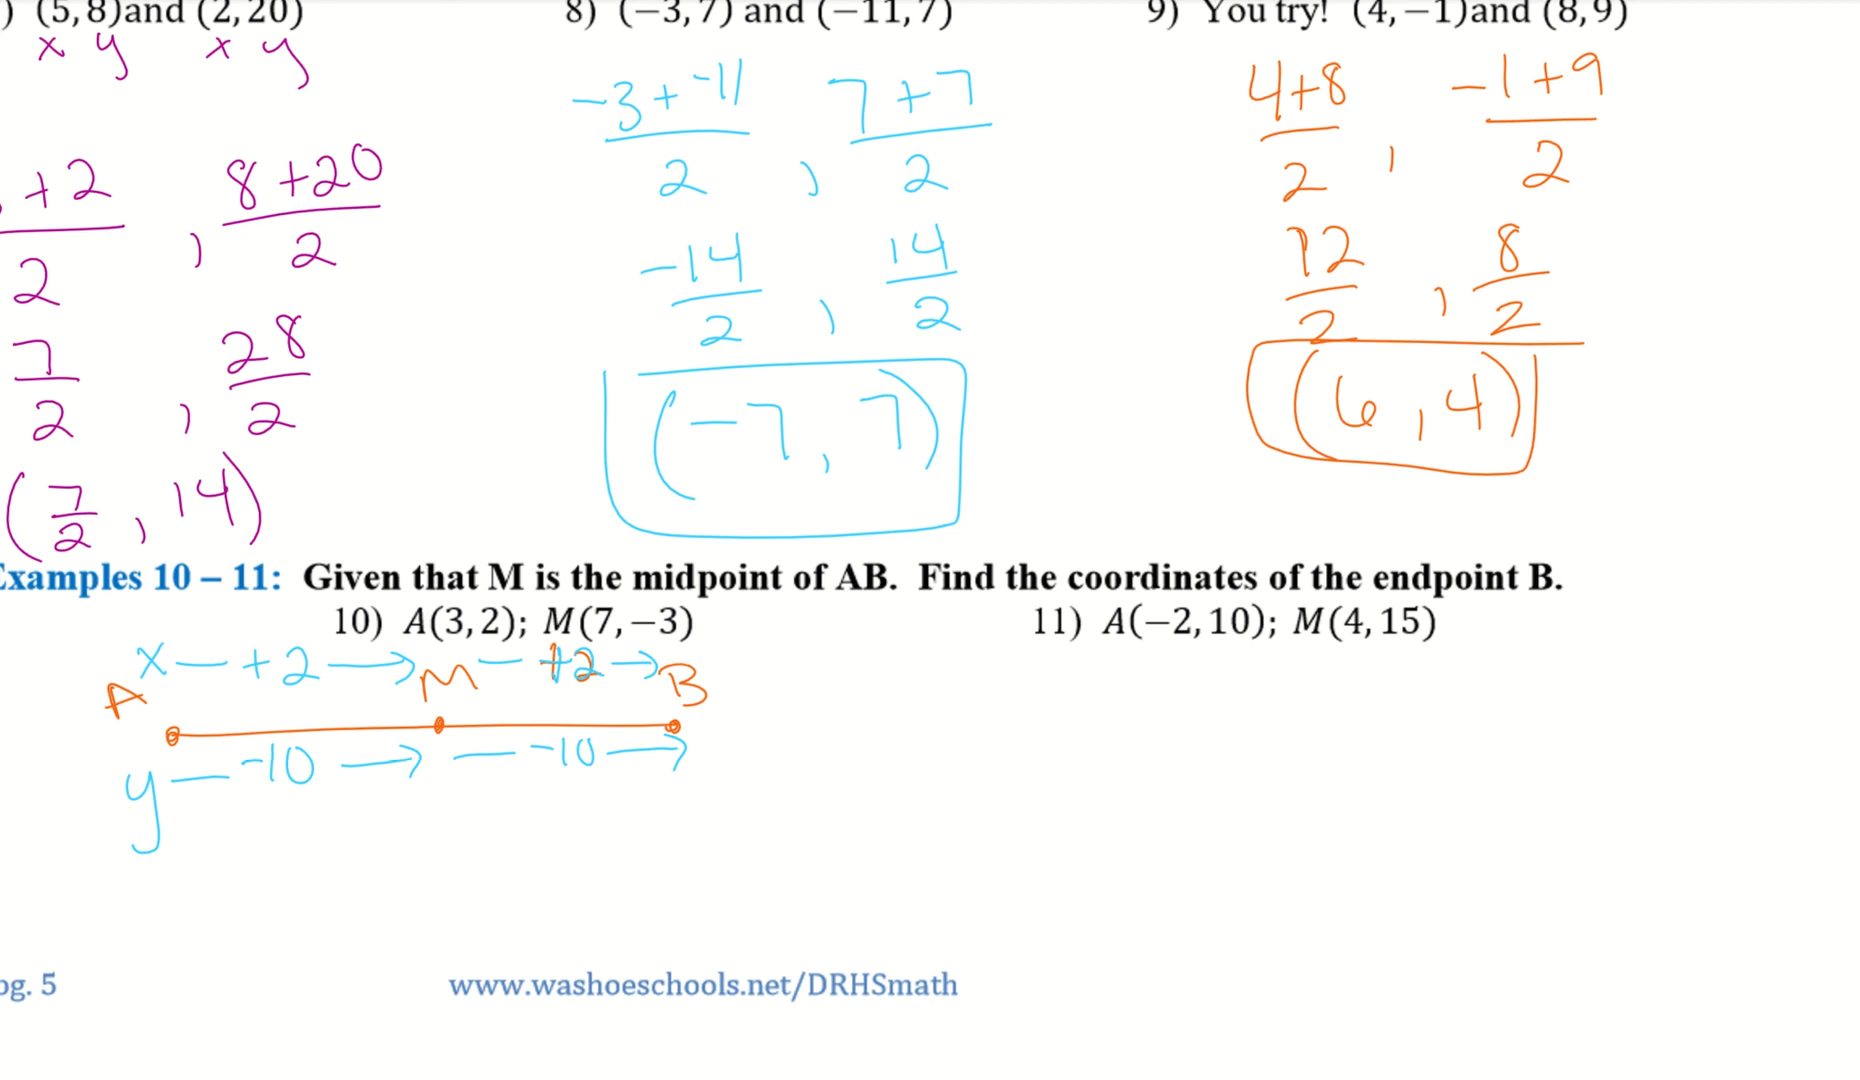 ) (5,8)and (2,20)
x y x y
+2/2 , 8+20/2
7/2 , 28/2
(7/2 , 14)
8) (−3,7) and (−11,7)
-3+-11/2 , 7+7/2
-14/2 , 14/2
(-7, 7)
9) You try! (4,−1)and (8,9)
4+8/2 , -1+9/2
12/2 , 8/2
(6,4)
Examples 10 – 11: Given that M is the midpoint of AB. Find the coordinates of the endpoint B.
10) A(3,2); M(7,−3)
x — +2 → — +2 →
A M B
y — -10 → — -10 →
11) A(−2,10); M(4,15)
pg. 5
www.washoeschools.net/DRHSmath